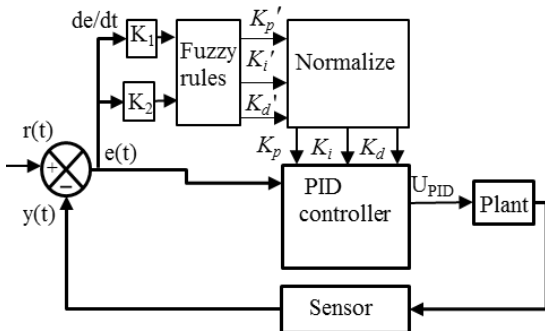 de/dt
K1
K2
Fuzzy
rules
Kp'
Ki'
Kd'
Normalize
Kp
Ki
Kd
r(t)
+
−
e(t)
y(t)
PID
controller
UPID
Plant
Sensor